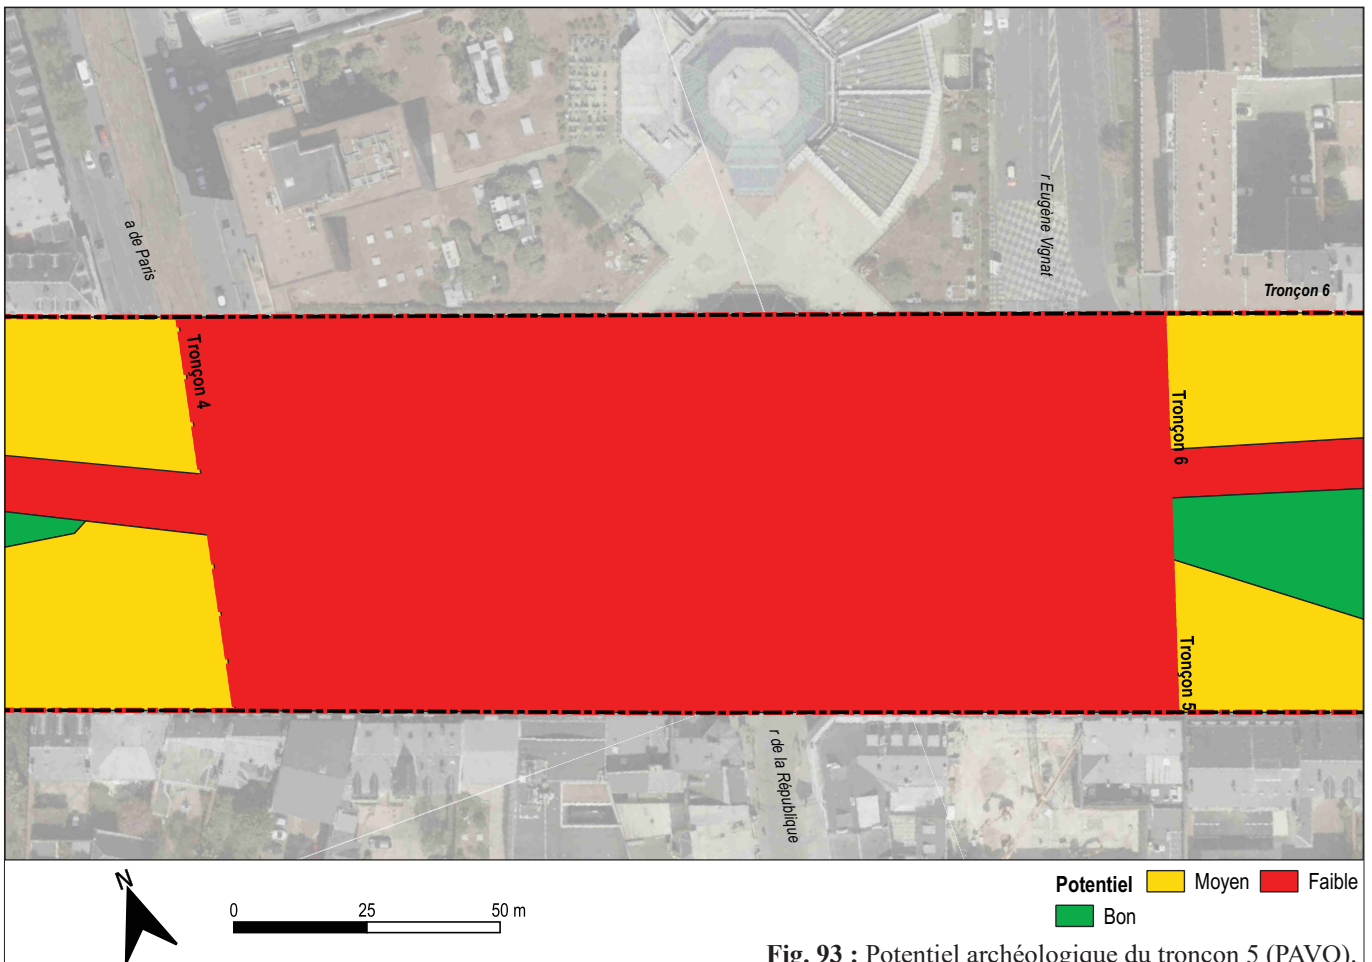 a de Paris
r Eugène Vignat
Tronçon 6
Tronçon 4
Tronçon 6
Tronçon 5
r de la République
N
0 25 50 m
Potentiel Moyen Faible
Bon
Fig. 93 : Potentiel archéologique du tronçon 5 (PAVO).